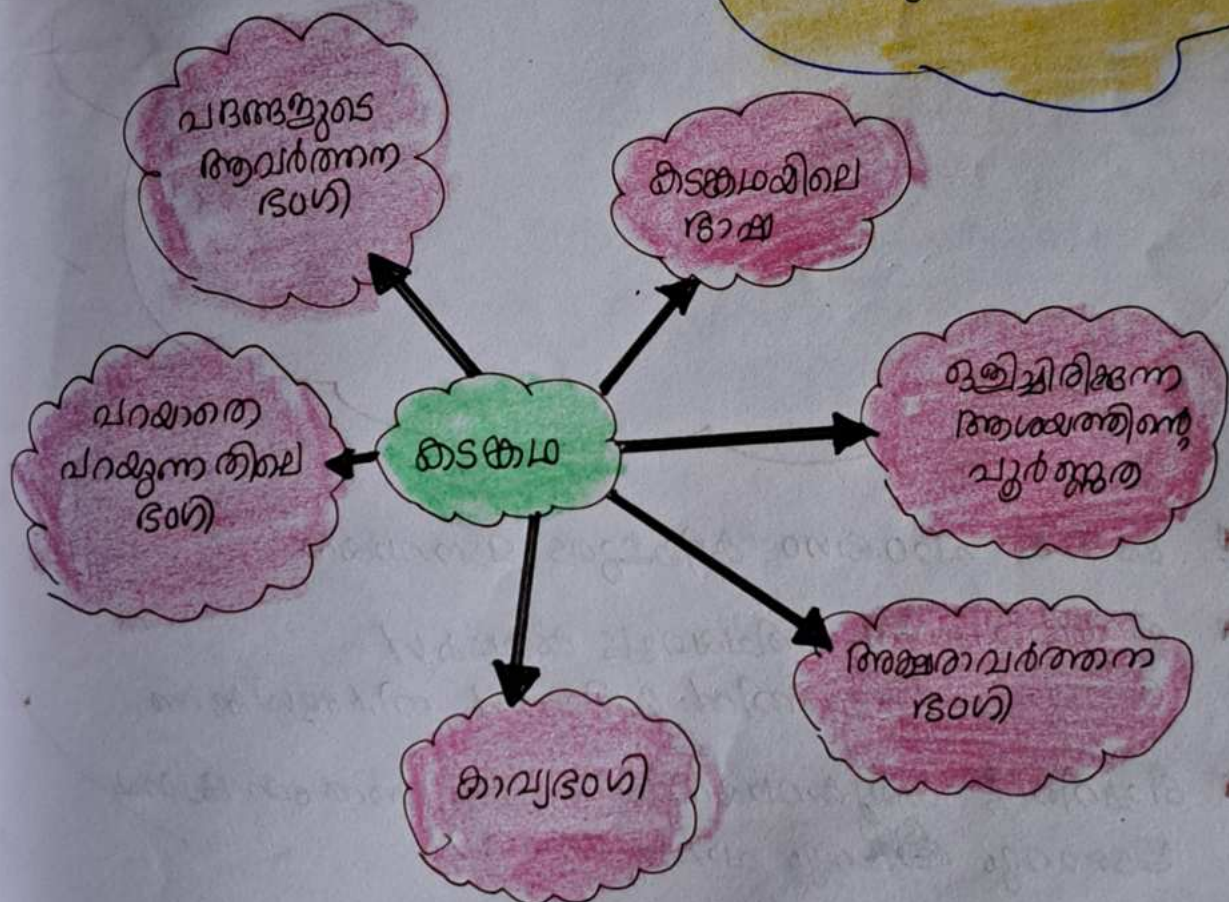 പദങ്ങളുടെ
ആവർത്തന
ഭംഗി
കടങ്കഥയിലെ
ഭാഷ
പറയാതെ
പറയുന്നതിലെ
ഭംഗി
കടങ്കഥ
ഒളിച്ചിരിക്കുന്ന
ആശയത്തിന്റെ
പൂർണ്ണത
അക്ഷരാവർത്തന
ഭംഗി
കാവ്യഭംഗി